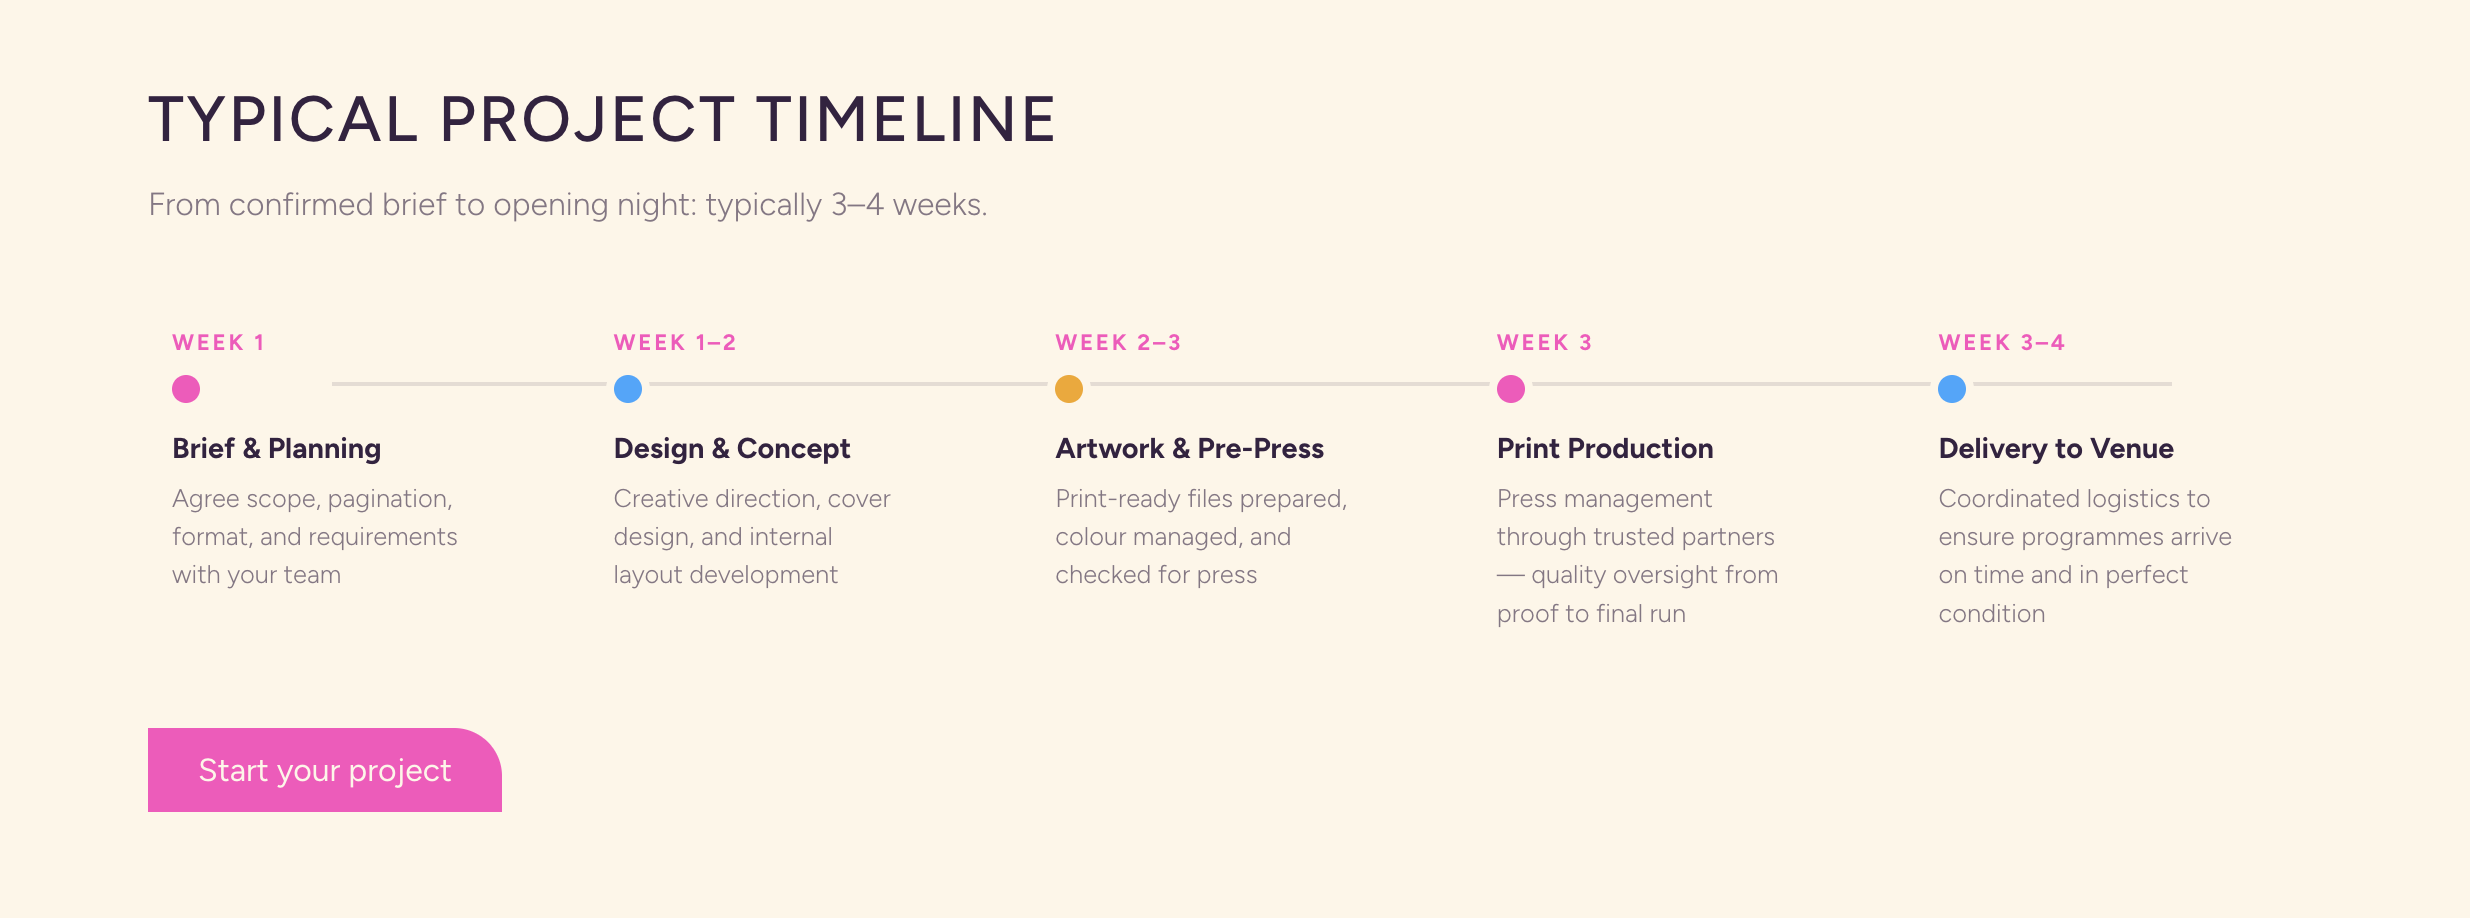 TYPICAL PROJECT TIMELINE
From confirmed brief to opening night: typically 3–4 weeks.
WEEK 1
Brief & Planning
Agree scope, pagination,
format, and requirements
with your team
WEEK 1–2
Design & Concept
Creative direction, cover
design, and internal
layout development
WEEK 2–3
Artwork & Pre-Press
Print-ready files prepared,
colour managed, and
checked for press
WEEK 3
Print Production
Press management
through trusted partners
— quality oversight from
proof to final run
WEEK 3–4
Delivery to Venue
Coordinated logistics to
ensure programmes arrive
on time and in perfect
condition
Start your project